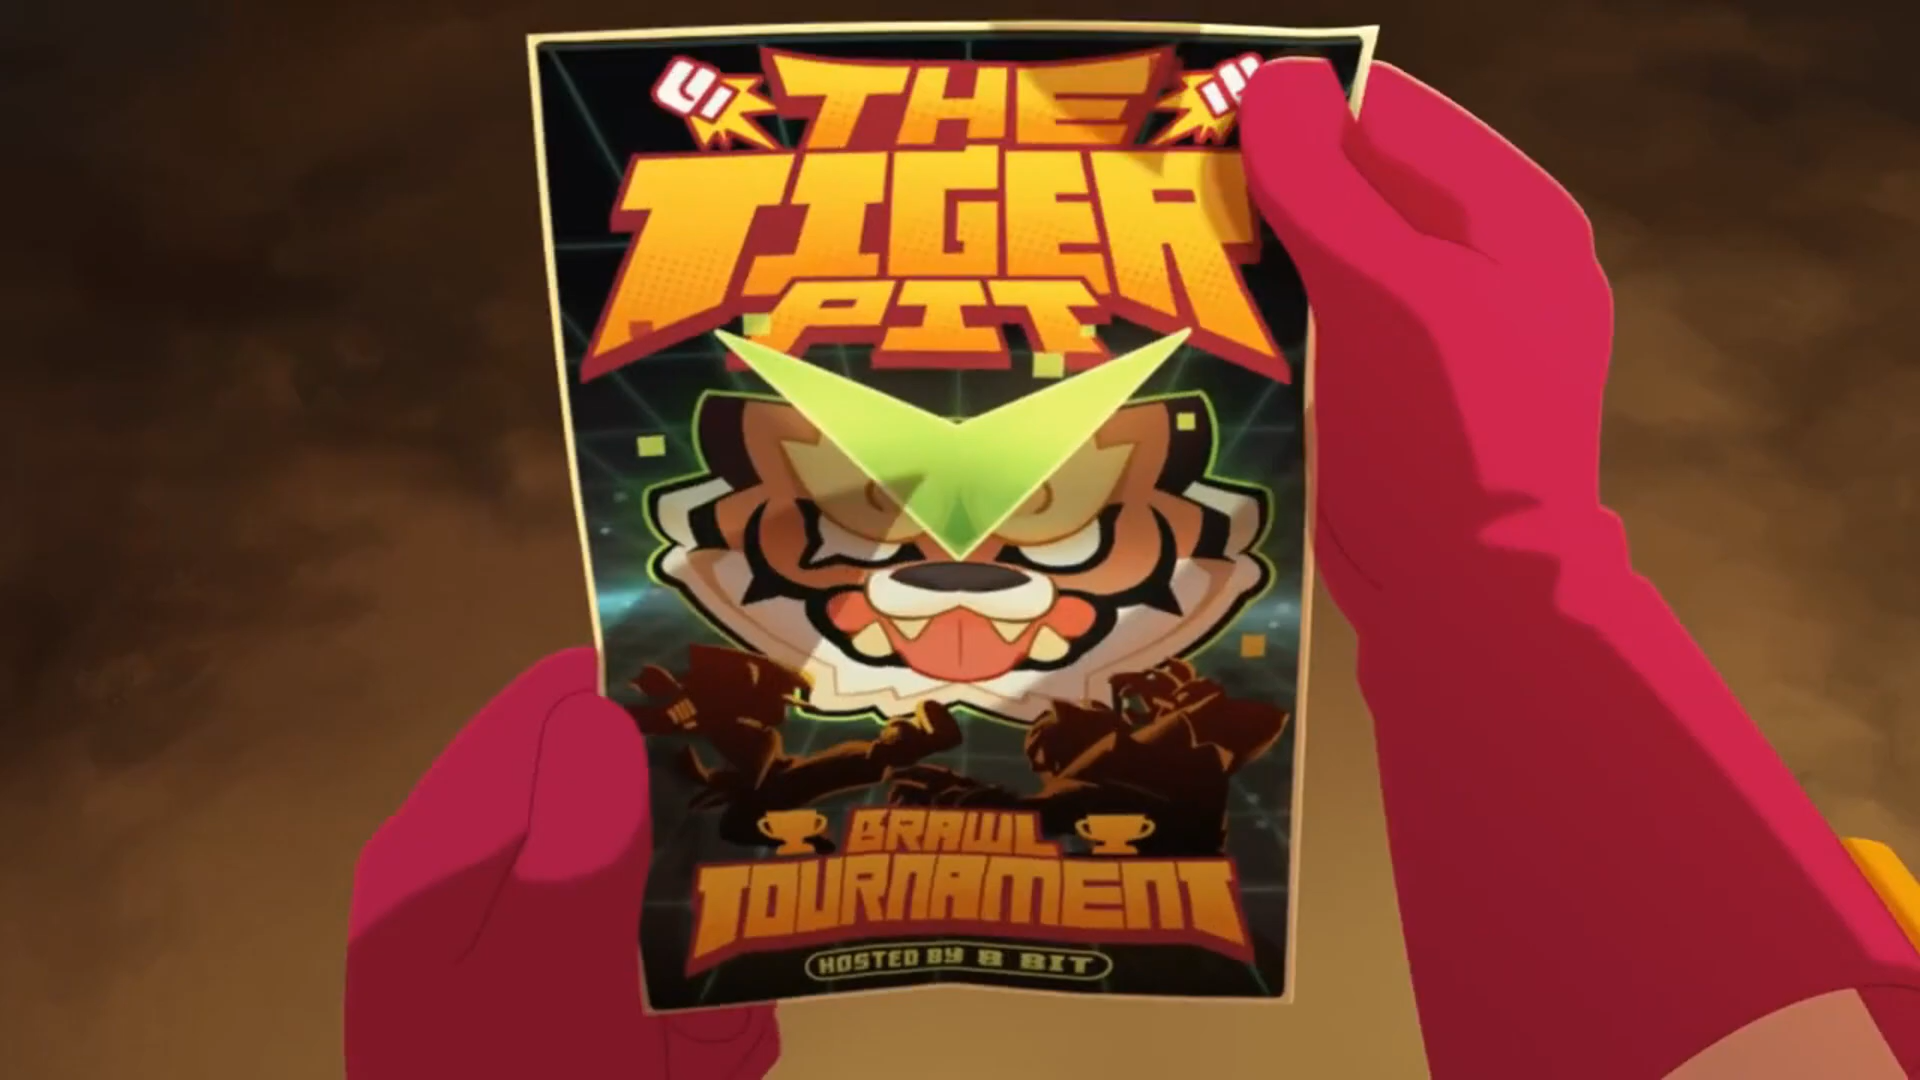 THE
TIGER
PIT
BRAWL
TOURNAMENT
HOSTED BY 8 BIT